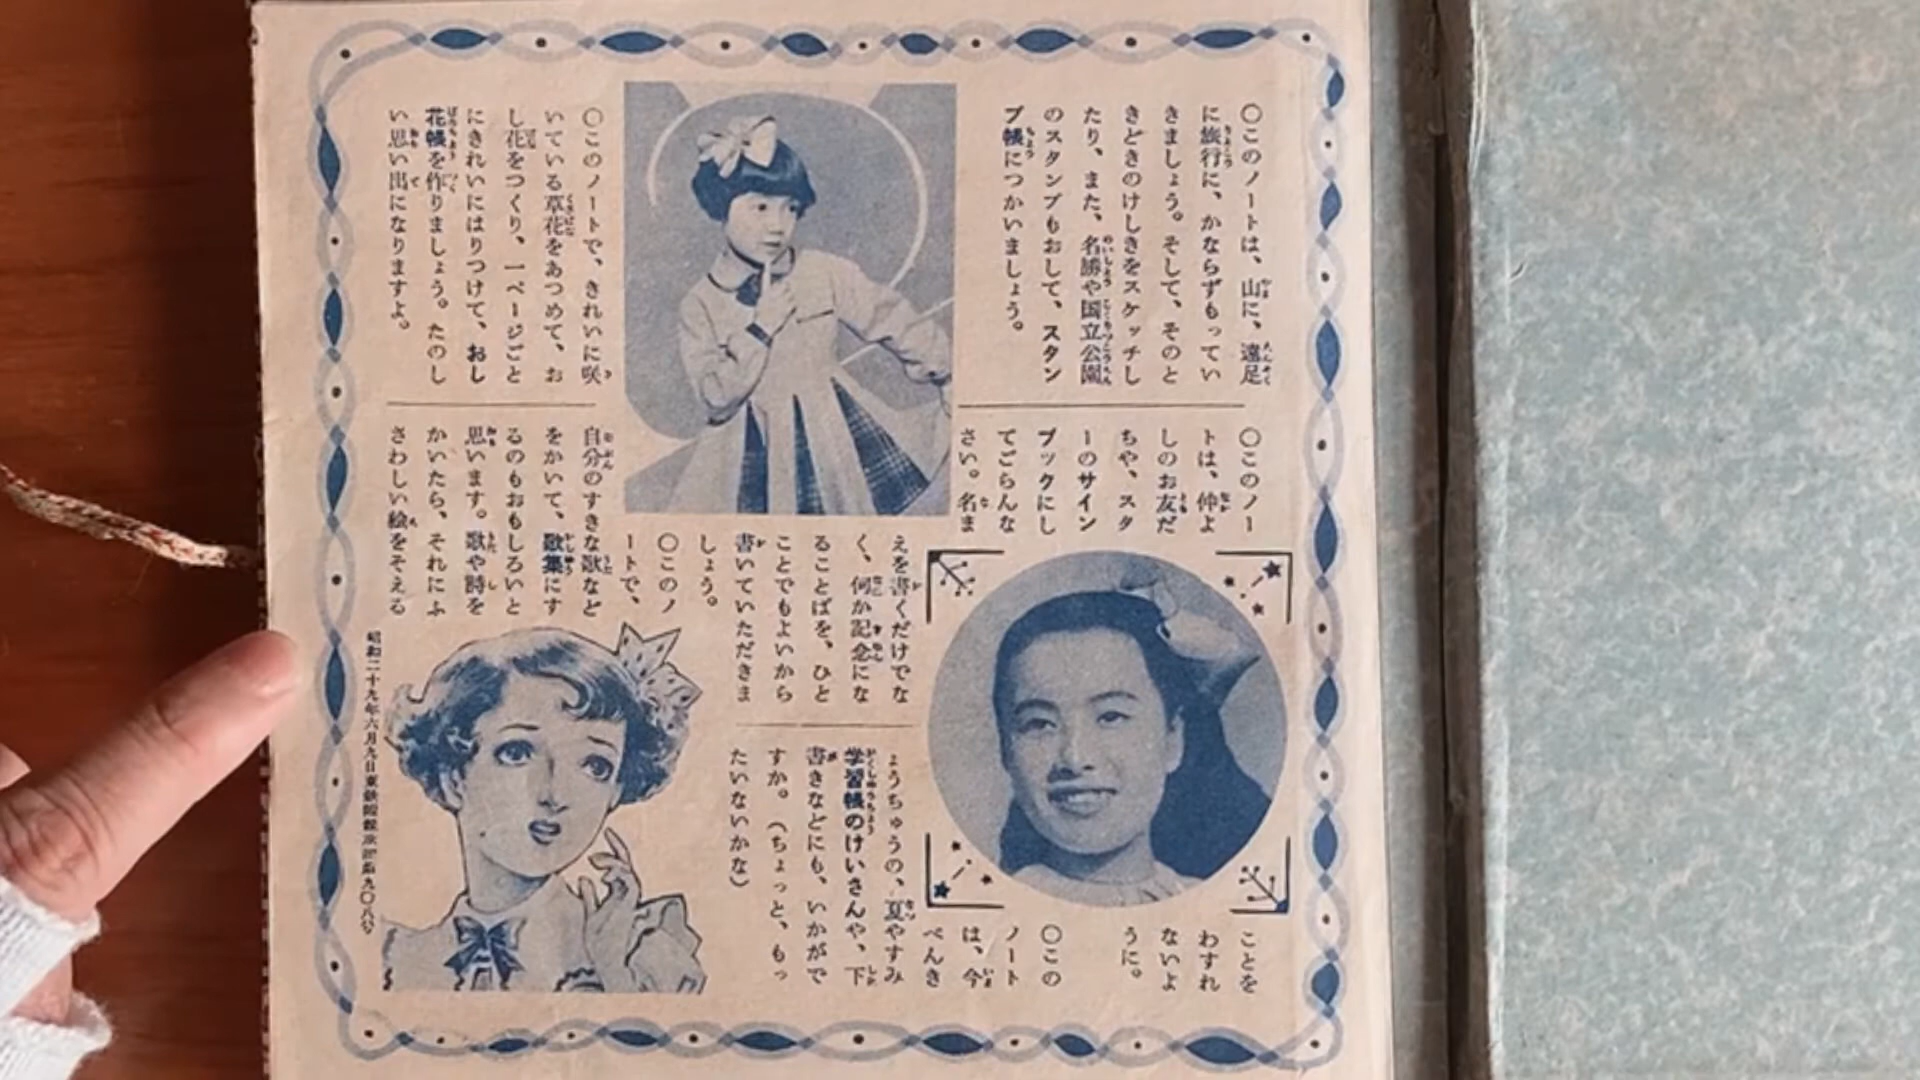 〇このノートは、山に、遠足
に旅行に、かならずもってい
きましょう。そして、そのと
きどきのけしきをスケッチし
たり、また、名勝や国立公園
のスタンプもおして、スタン
プ帳につかいましょう。
〇このノートで、きれいに咲
いている草花をあつめて、お
し花をつくり、一ページごと
にきれいにはりつけて、おし
花帳を作りましょう。たのし
い思い出になりますよ。
〇このノー
トは、仲よ
しのお友だ
ちや、スタ
ーのサイン
ブックにし
てごらんな
さい。名ま
えを書くだけでな
く、何か記念にな
ることばを、ひと
ことでもよいから
書いていただきま
しょう。
〇このノ
ートで、
自分のすきな歌など
をかいて、歌集にす
るのもおもしろいと
思います。歌や詩を
かいたら、それにふ
さわしい絵をそえる
ことを
わすれ
ないよ
うに。
〇この
ノート
は、今
べんき
ょうちゅうの、夏やすみ
学習帳のけいさんや、下
書きなどにも、いかがで
すか。（ちょっと、もっ
たいないかな）
昭和二十九年六月九日